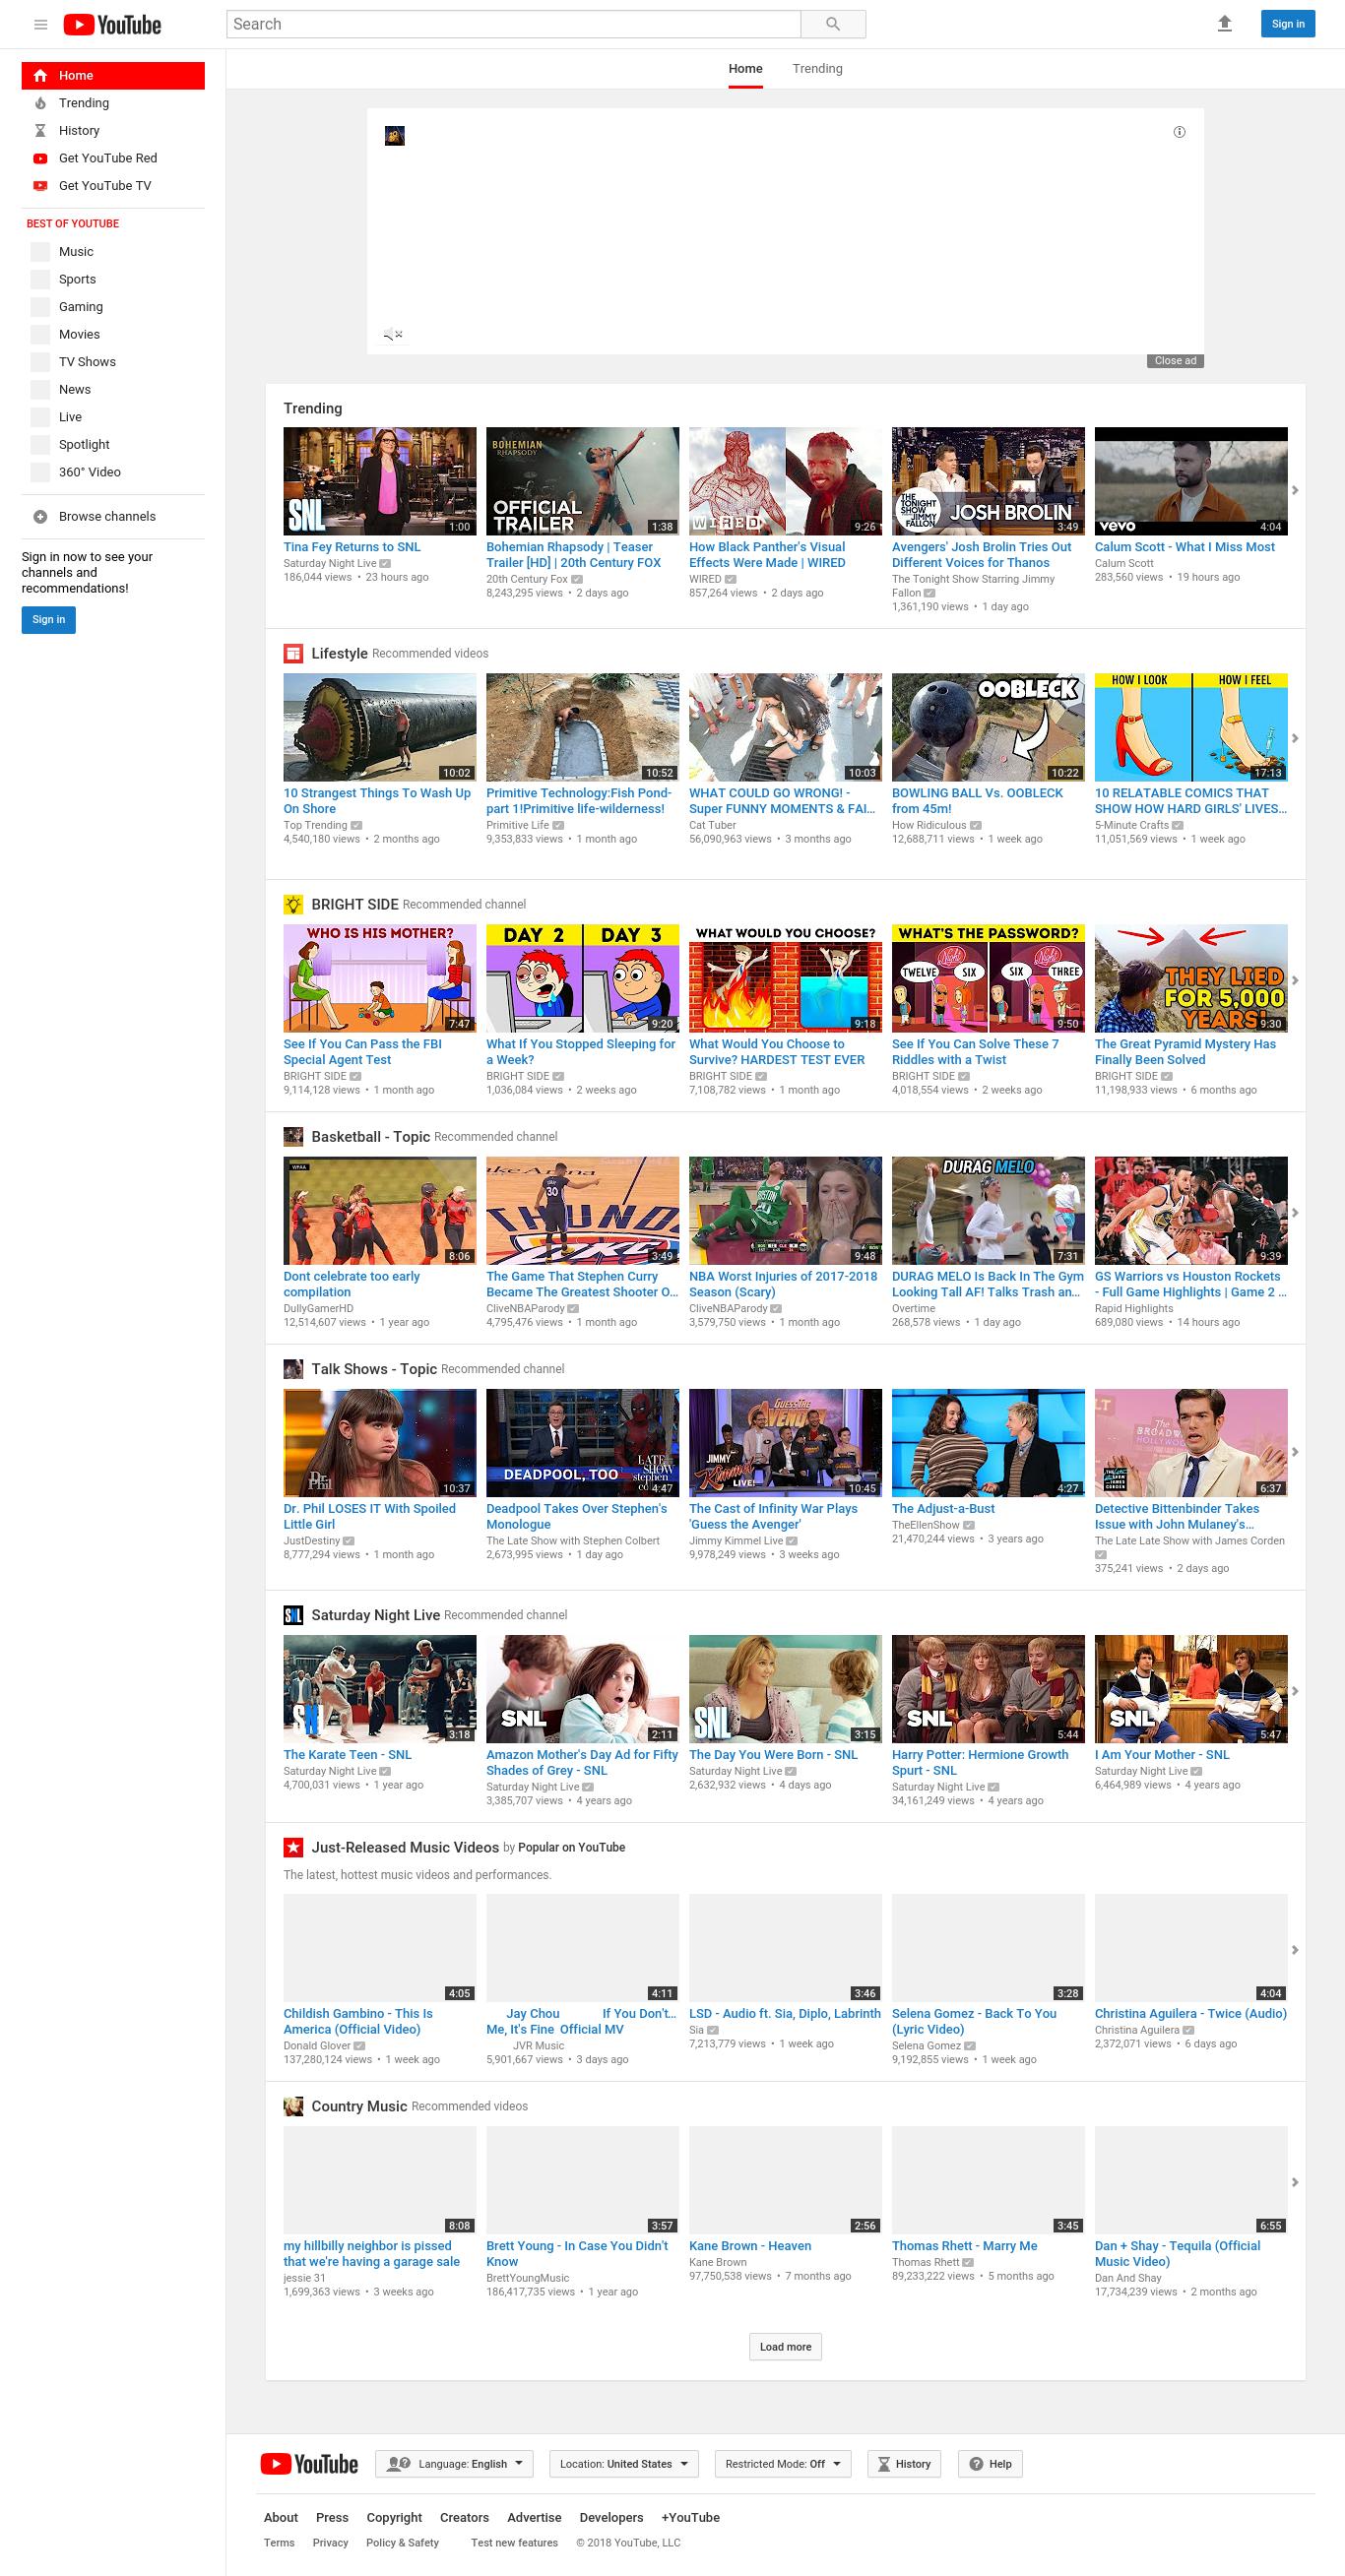 YouTube
Search
Sign in
Home
Trending
History
Get YouTube Red
Get YouTube TV
BEST OF YOUTUBE
Music
Sports
Gaming
Movies
TV Shows
News
Live
Spotlight
360° Video
Browse channels
Sign in now to see your
channels and
recommendations!
Sign in
Home Trending
Close ad
Trending
SNL
1:00
Tina Fey Returns to SNL
Saturday Night Live
186,044 views • 23 hours ago
BOHEMIAN
RHAPSODY
OFFICIAL
TRAILER
1:38
Bohemian Rhapsody | Teaser
Trailer [HD] | 20th Century FOX
20th Century Fox
8,243,295 views • 2 days ago
WIRED
9:26
How Black Panther's Visual
Effects Were Made | WIRED
WIRED
857,264 views • 2 days ago
THE
TONIGHT
SHOW
JIMMY
FALLON
JOSH BROLIN
3:49
Avengers' Josh Brolin Tries Out
Different Voices for Thanos
The Tonight Show Starring Jimmy
Fallon
1,361,190 views • 1 day ago
vevo
4:04
Calum Scott - What I Miss Most
Calum Scott
283,560 views • 19 hours ago
Lifestyle Recommended videos
10:02
10 Strangest Things To Wash Up
On Shore
Top Trending
4,540,180 views • 2 months ago
10:52
Primitive Technology:Fish Pond-
part 1!Primitive life-wilderness!
Primitive Life
9,353,833 views • 1 month ago
10:03
WHAT COULD GO WRONG! -
Super FUNNY MOMENTS & FAI...
Cat Tuber
56,090,963 views • 3 months ago
OOBLECK
10:22
BOWLING BALL Vs. OOBLECK
from 45m!
How Ridiculous
12,688,711 views • 1 week ago
HOW I LOOK HOW I FEEL
17:13
10 RELATABLE COMICS THAT
SHOW HOW HARD GIRLS' LIVES...
5-Minute Crafts
11,051,569 views • 1 week ago
BRIGHT SIDE Recommended channel
WHO IS HIS MOTHER?
7:47
See If You Can Pass the FBI
Special Agent Test
BRIGHT SIDE
9,114,128 views • 1 month ago
DAY 2 DAY 3
9:20
What If You Stopped Sleeping for
a Week?
BRIGHT SIDE
1,036,084 views • 2 weeks ago
WHAT WOULD YOU CHOOSE?
9:18
What Would You Choose to
Survive? HARDEST TEST EVER
BRIGHT SIDE
7,108,782 views • 1 month ago
WHAT'S THE PASSWORD?
Night Night
TWELVE SIX SIX THREE
9:50
See If You Can Solve These 7
Riddles with a Twist
BRIGHT SIDE
4,018,554 views • 2 weeks ago
THEY LIED
FOR 5,000
YEARS!
9:30
The Great Pyramid Mystery Has
Finally Been Solved
BRIGHT SIDE
11,198,933 views • 6 months ago
Basketball - Topic Recommended channel
8:06
Dont celebrate too early
compilation
DullyGamerHD
12,514,607 views • 1 year ago
30
THUND
3:49
The Game That Stephen Curry
Became The Greatest Shooter O...
CliveNBAParody
4,795,476 views • 1 month ago
BOSTON
20
9:48
NBA Worst Injuries of 2017-2018
Season (Scary)
CliveNBAParody
3,579,750 views • 1 month ago
DURAG MELO
7:31
DURAG MELO Is Back In The Gym
Looking Tall AF! Talks Trash an...
Overtime
268,578 views • 1 day ago
9:39
GS Warriors vs Houston Rockets
- Full Game Highlights | Game 2 ...
Rapid Highlights
689,080 views • 14 hours ago
Talk Shows - Topic Recommended channel
Dr.
Phil
10:37
Dr. Phil LOSES IT With Spoiled
Little Girl
JustDestiny
8,777,294 views • 1 month ago
DEADPOOL, TOO
LATE
SHOW
stephen
4:47
Deadpool Takes Over Stephen's
Monologue
The Late Show with Stephen Colbert
2,673,995 views • 1 day ago
GUESS THE
AVENGER
JIMMY
Kimmel
LIVE!
10:45
The Cast of Infinity War Plays
'Guess the Avenger'
Jimmy Kimmel Live
9,978,249 views • 3 weeks ago
4:27
The Adjust-a-Bust
TheEllenShow
21,470,244 views • 3 years ago
The
BROADW
HOLLYWOO
6:37
Detective Bittenbinder Takes
Issue with John Mulaney's...
The Late Late Show with James Corden
375,241 views • 2 days ago
Saturday Night Live Recommended channel
SNL
3:18
The Karate Teen - SNL
Saturday Night Live
4,700,031 views • 1 year ago
SNL
2:11
Amazon Mother's Day Ad for Fifty
Shades of Grey - SNL
Saturday Night Live
3,385,707 views • 4 years ago
SNL
3:15
The Day You Were Born - SNL
Saturday Night Live
2,632,932 views • 4 days ago
SNL
5:44
Harry Potter: Hermione Growth
Spurt - SNL
Saturday Night Live
34,161,249 views • 4 years ago
SNL
5:47
I Am Your Mother - SNL
Saturday Night Live
6,464,989 views • 4 years ago
Just-Released Music Videos by Popular on YouTube
The latest, hottest music videos and performances.
4:05
Childish Gambino - This Is
America (Official Video)
Donald Glover
137,280,124 views • 1 week ago
4:11
Jay Chou If You Don't...
Me, It's Fine Official MV
JVR Music
5,901,667 views • 3 days ago
3:46
LSD - Audio ft. Sia, Diplo, Labrinth
Sia
7,213,779 views • 1 week ago
3:28
Selena Gomez - Back To You
(Lyric Video)
Selena Gomez
9,192,855 views • 1 week ago
4:04
Christina Aguilera - Twice (Audio)
Christina Aguilera
2,372,071 views • 6 days ago
Country Music Recommended videos
8:08
my hillbilly neighbor is pissed
that we're having a garage sale
jessie 31
1,699,363 views • 3 weeks ago
3:57
Brett Young - In Case You Didn't
Know
BrettYoungMusic
186,417,735 views • 1 year ago
2:56
Kane Brown - Heaven
Kane Brown
97,750,538 views • 7 months ago
3:45
Thomas Rhett - Marry Me
Thomas Rhett
89,233,222 views • 5 months ago
6:55
Dan + Shay - Tequila (Official
Music Video)
Dan And Shay
17,734,239 views • 2 months ago
Load more
YouTube Language: English Location: United States Restricted Mode: Off History Help
About Press Copyright Creators Advertise Developers +YouTube
Terms Privacy Policy & Safety Test new features © 2018 YouTube, LLC